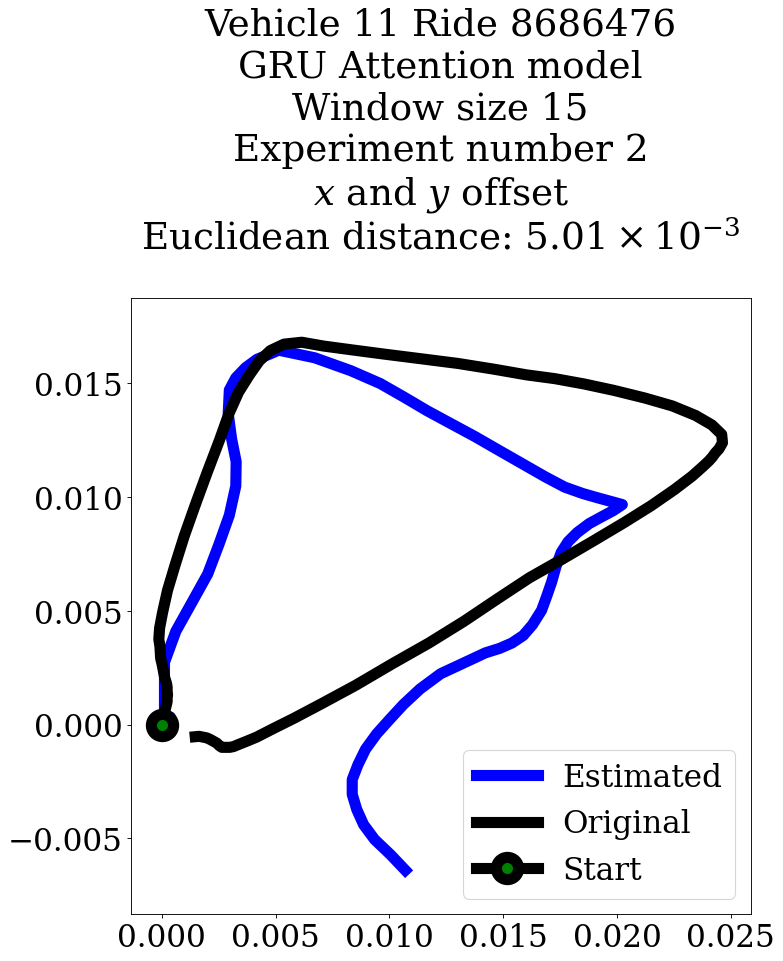 Vehicle 11 Ride 8686476
GRU Attention model
Window size 15
Experiment number 2
x and y offset
Euclidean distance: 5.01 × 10⁻³
0.015
0.010
0.005
0.000
−0.005
Estimated
Original
Start
0.000 0.005 0.010 0.015 0.020 0.025